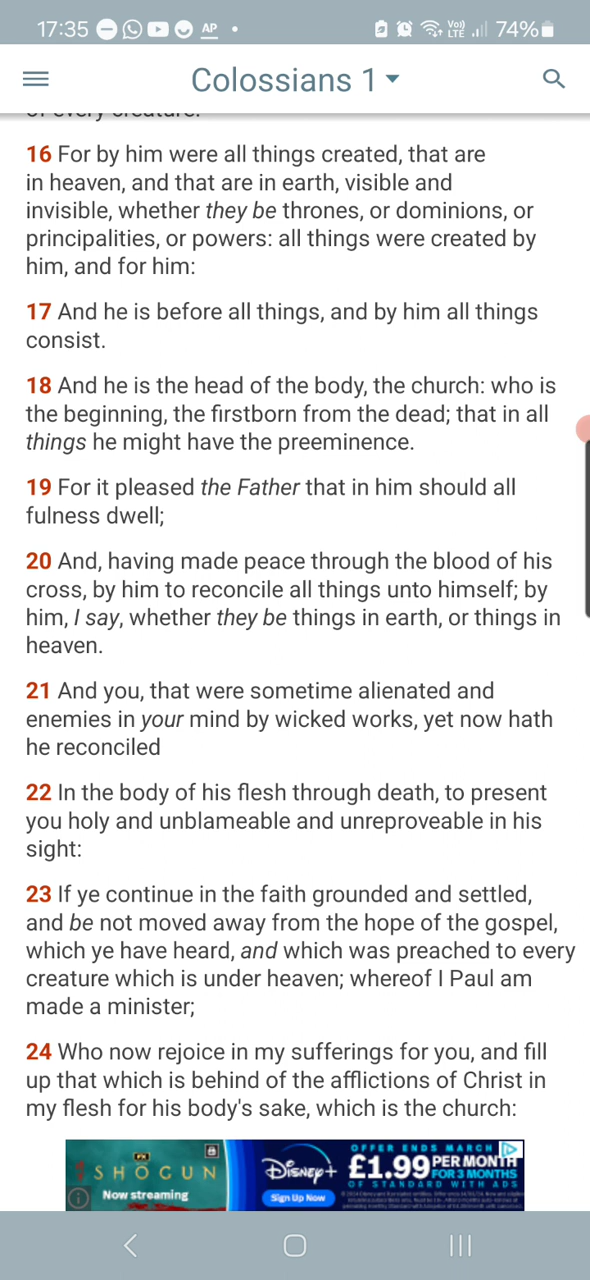 17:35 AP 74%
Vo)) LTE
Colossians 1
of every creature.
16 For by him were all things created, that are
in heaven, and that are in earth, visible and
invisible, whether they be thrones, or dominions, or
principalities, or powers: all things were created by
him, and for him:
17 And he is before all things, and by him all things
consist.
18 And he is the head of the body, the church: who is
the beginning, the firstborn from the dead; that in all
things he might have the preeminence.
19 For it pleased the Father that in him should all
fulness dwell;
20 And, having made peace through the blood of his
cross, by him to reconcile all things unto himself; by
him, I say, whether they be things in earth, or things in
heaven.
21 And you, that were sometime alienated and
enemies in your mind by wicked works, yet now hath
he reconciled
22 In the body of his flesh through death, to present
you holy and unblameable and unreproveable in his
sight:
23 If ye continue in the faith grounded and settled,
and be not moved away from the hope of the gospel,
which ye have heard, and which was preached to every
creature which is under heaven; whereof I Paul am
made a minister;
24 Who now rejoice in my sufferings for you, and fill
up that which is behind of the afflictions of Christ in
my flesh for his body's sake, which is the church:
FX
SHŌGUN
Now streaming
Disney+
Sign Up Now
OFFER ENDS MARCH
£1.99 PER MONTH
FOR 3 MONTHS
OF STANDARD WITH ADS